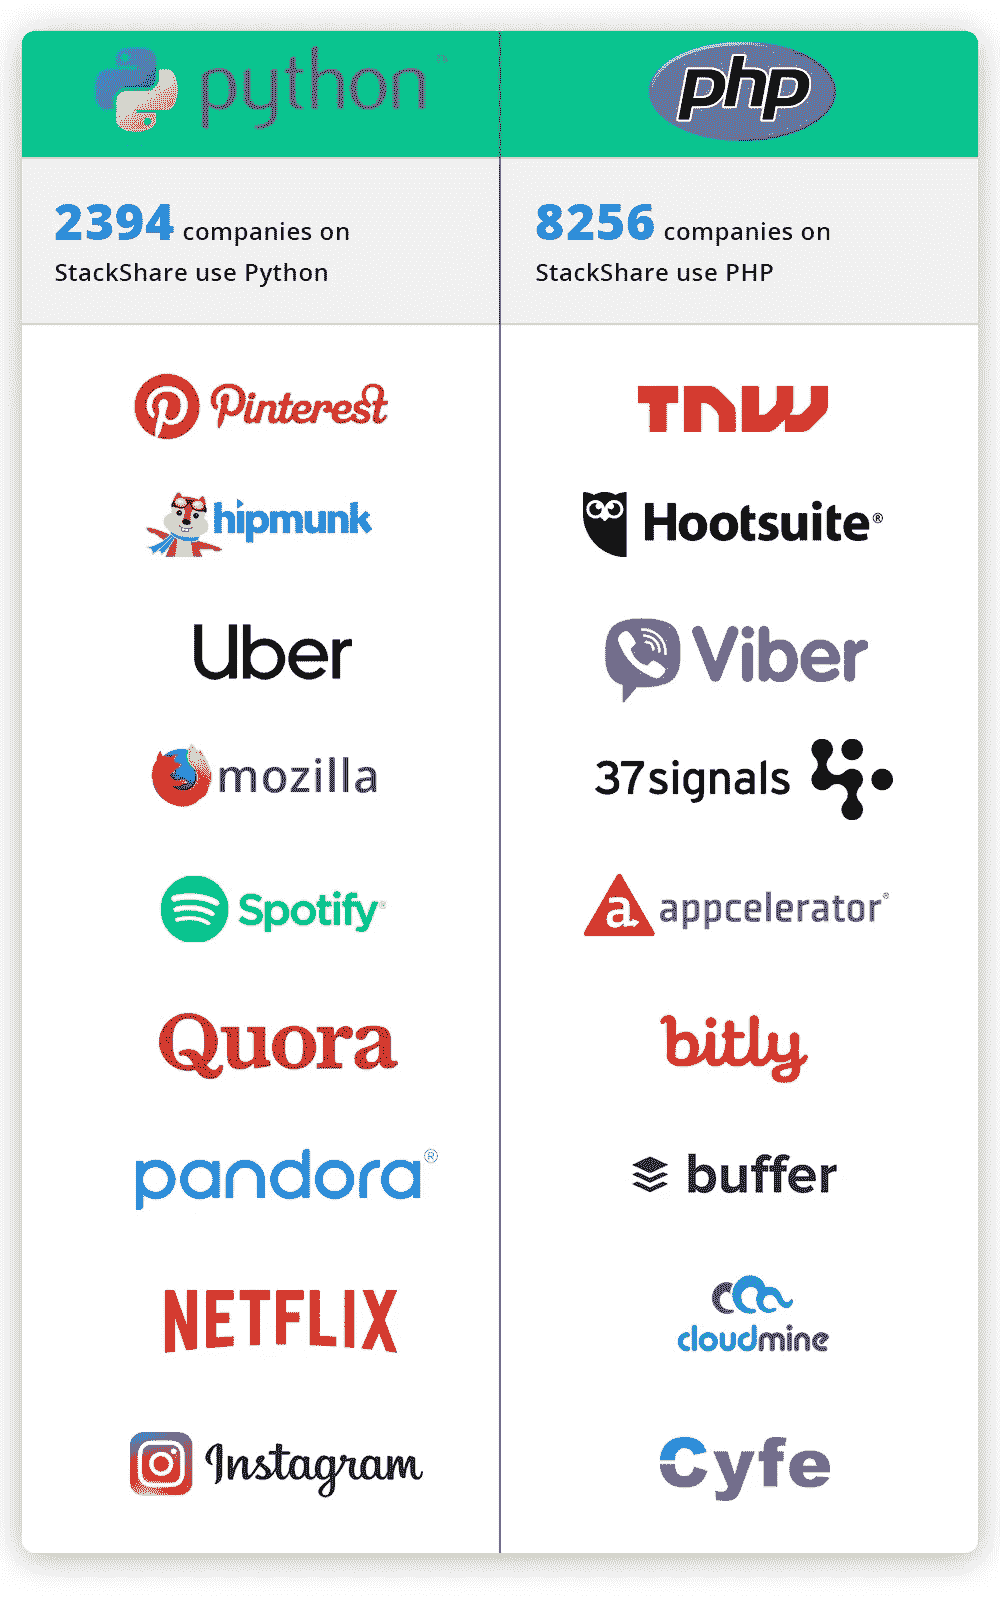 python
php
2394 companies on
StackShare use Python
8256 companies on
StackShare use PHP
Pinterest
TNW
hipmunk
Hootsuite®
Uber
Viber
mozilla
37signals
Spotify®
a appcelerator®
Quora
bitly
pandora®
buffer
NETFLIX
cloudmine
Instagram
Cyfe